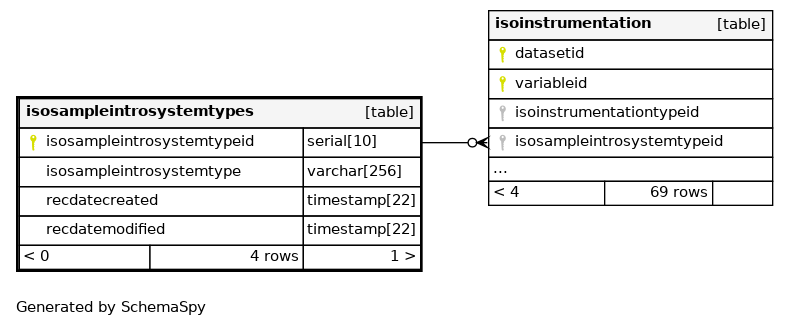 isoinstrumentation [table]
datasetid
variableid
isoinstrumentationtypeid
isosampleintrosystemtypeid
...
< 4 69 rows
isosampleintrosystemtypes [table]
isosampleintrosystemtypeid serial[10]
isosampleintrosystemtype varchar[256]
recdatecreated timestamp[22]
recdatemodified timestamp[22]
< 0 4 rows 1 >
Generated by SchemaSpy